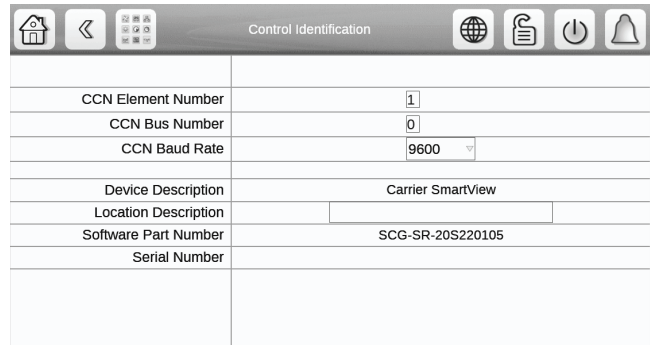 Control Identification
CCN Element Number 1
CCN Bus Number 0
CCN Baud Rate 9600
Device Description Carrier SmartView
Location Description
Software Part Number SCG-SR-20S220105
Serial Number